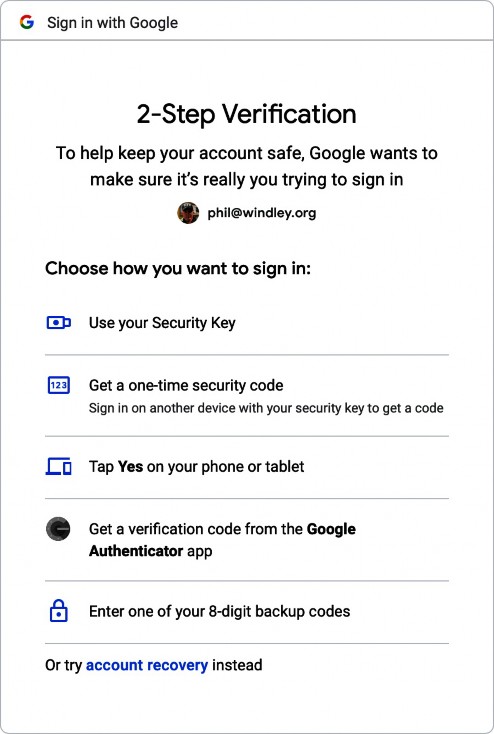 Sign in with Google
2-Step Verification
To help keep your account safe, Google wants to
make sure it’s really you trying to sign in
phil@windley.org
Choose how you want to sign in:
Use your Security Key
123
Get a one-time security code
Sign in on another device with your security key to get a code
Tap Yes on your phone or tablet
Get a verification code from the Google
Authenticator app
Enter one of your 8-digit backup codes
Or try account recovery instead